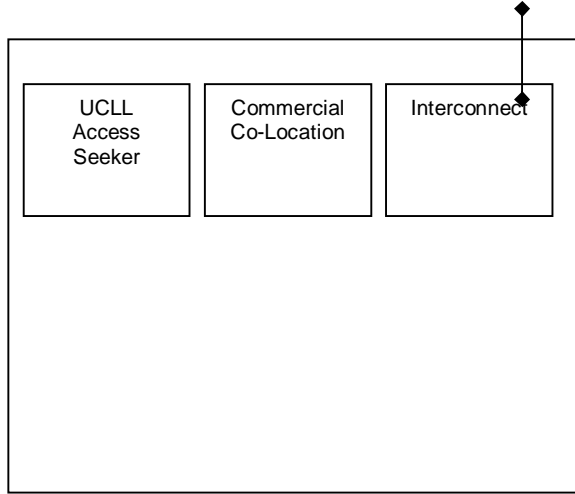 UCLL
Access
Seeker
Commercial
Co-Location
Interconnect